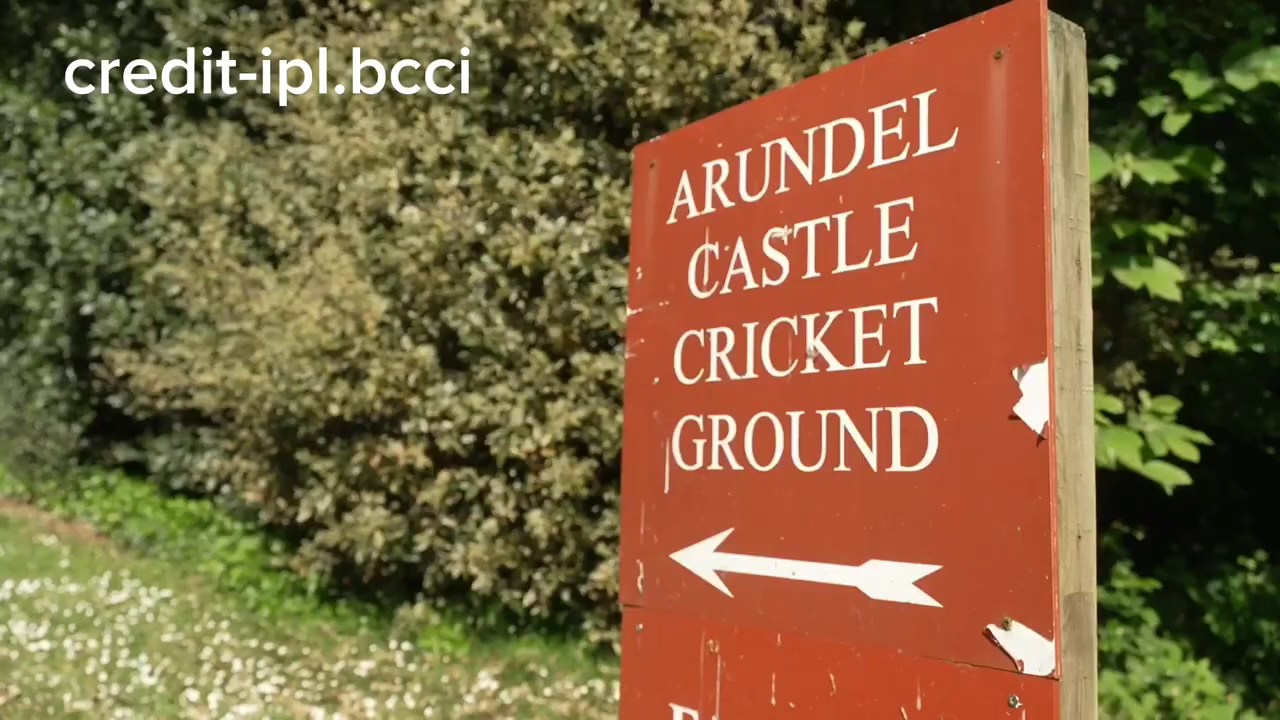 credit-ipl.bcci
ARUNDEL
CASTLE
CRICKET
GROUND